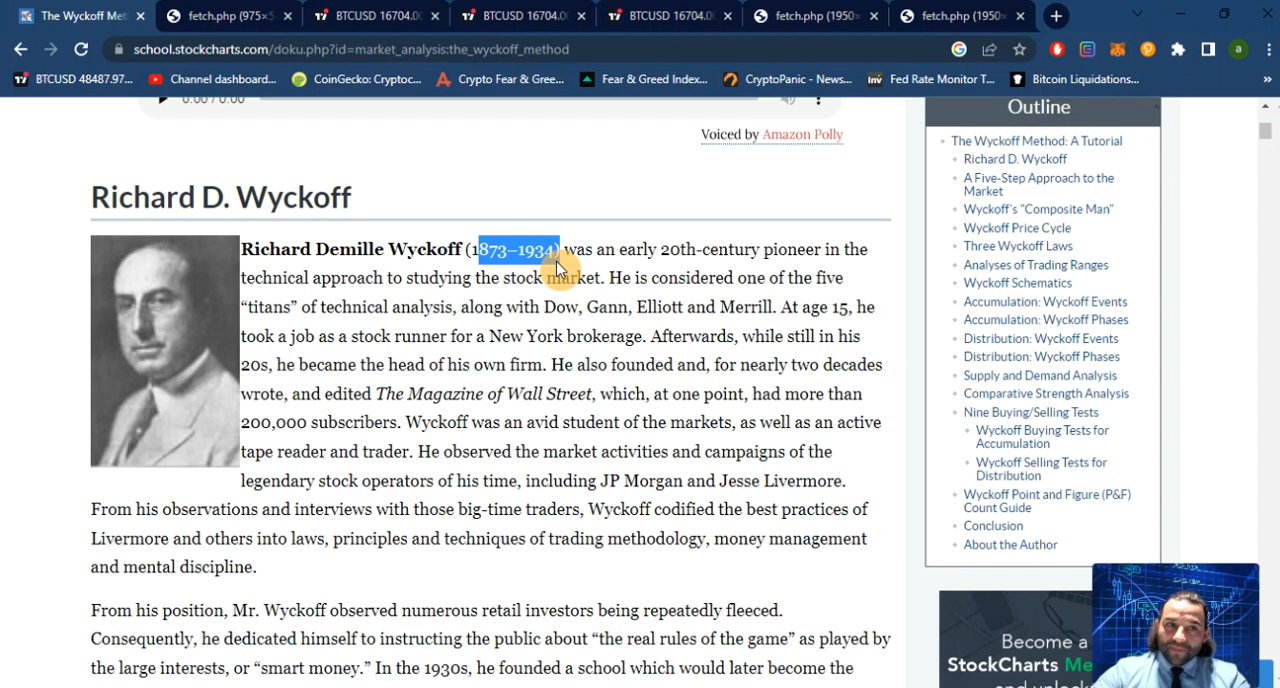 The Wyckoff Met
fetch.php (975×5
BTCUSD 16704.00
BTCUSD 16704.00
BTCUSD 16704.00
fetch.php (1950×
fetch.php (1950×
school.stockcharts.com/doku.php?id=market_analysis:the_wyckoff_method
a
BTCUSD 48487.97...
Channel dashboard...
CoinGecko: Cryptoc...
Crypto Fear & Gree...
Fear & Greed Index...
CryptoPanic - News...
Fed Rate Monitor T...
Bitcoin Liquidations...
0:00 / 0:00
Voiced by Amazon Polly
Richard D. Wyckoff
Richard Demille Wyckoff (1873–1934) was an early 20th-century pioneer in the
technical approach to studying the stock market. He is considered one of the five
“titans” of technical analysis, along with Dow, Gann, Elliott and Merrill. At age 15, he
took a job as a stock runner for a New York brokerage. Afterwards, while still in his
20s, he became the head of his own firm. He also founded and, for nearly two decades
wrote, and edited The Magazine of Wall Street, which, at one point, had more than
200,000 subscribers. Wyckoff was an avid student of the markets, as well as an active
tape reader and trader. He observed the market activities and campaigns of the
legendary stock operators of his time, including JP Morgan and Jesse Livermore.
From his observations and interviews with those big-time traders, Wyckoff codified the best practices of
Livermore and others into laws, principles and techniques of trading methodology, money management
and mental discipline.
From his position, Mr. Wyckoff observed numerous retail investors being repeatedly fleeced.
Consequently, he dedicated himself to instructing the public about “the real rules of the game” as played by
the large interests, or “smart money.” In the 1930s, he founded a school which would later become the
Outline
The Wyckoff Method: A Tutorial
Richard D. Wyckoff
A Five-Step Approach to the
Market
Wyckoff's "Composite Man"
Wyckoff Price Cycle
Three Wyckoff Laws
Analyses of Trading Ranges
Wyckoff Schematics
Accumulation: Wyckoff Events
Accumulation: Wyckoff Phases
Distribution: Wyckoff Events
Distribution: Wyckoff Phases
Supply and Demand Analysis
Comparative Strength Analysis
Nine Buying/Selling Tests
Wyckoff Buying Tests for
Accumulation
Wyckoff Selling Tests for
Distribution
Wyckoff Point and Figure (P&F)
Count Guide
Conclusion
About the Author
Become a
StockCharts Me